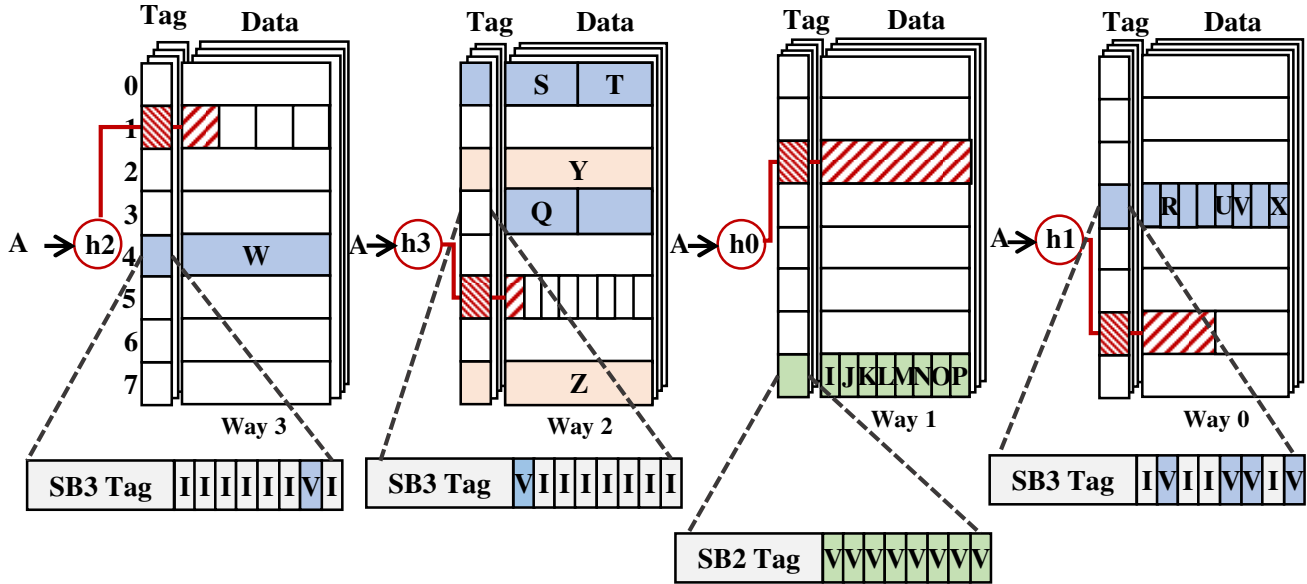 Tag Data Tag Data Tag Data Tag Data
0 S T
1
2 Y
3 Q R U V X
A h2 A h3 A h0 A h1
4 W
5
6
7 Z I J K L M N O P
Way 3 Way 2 Way 1 Way 0
SB3 Tag I I I I I I V I
SB3 Tag V I I I I I I I
SB3 Tag I V I I V V I V
SB2 Tag V V V V V V V V